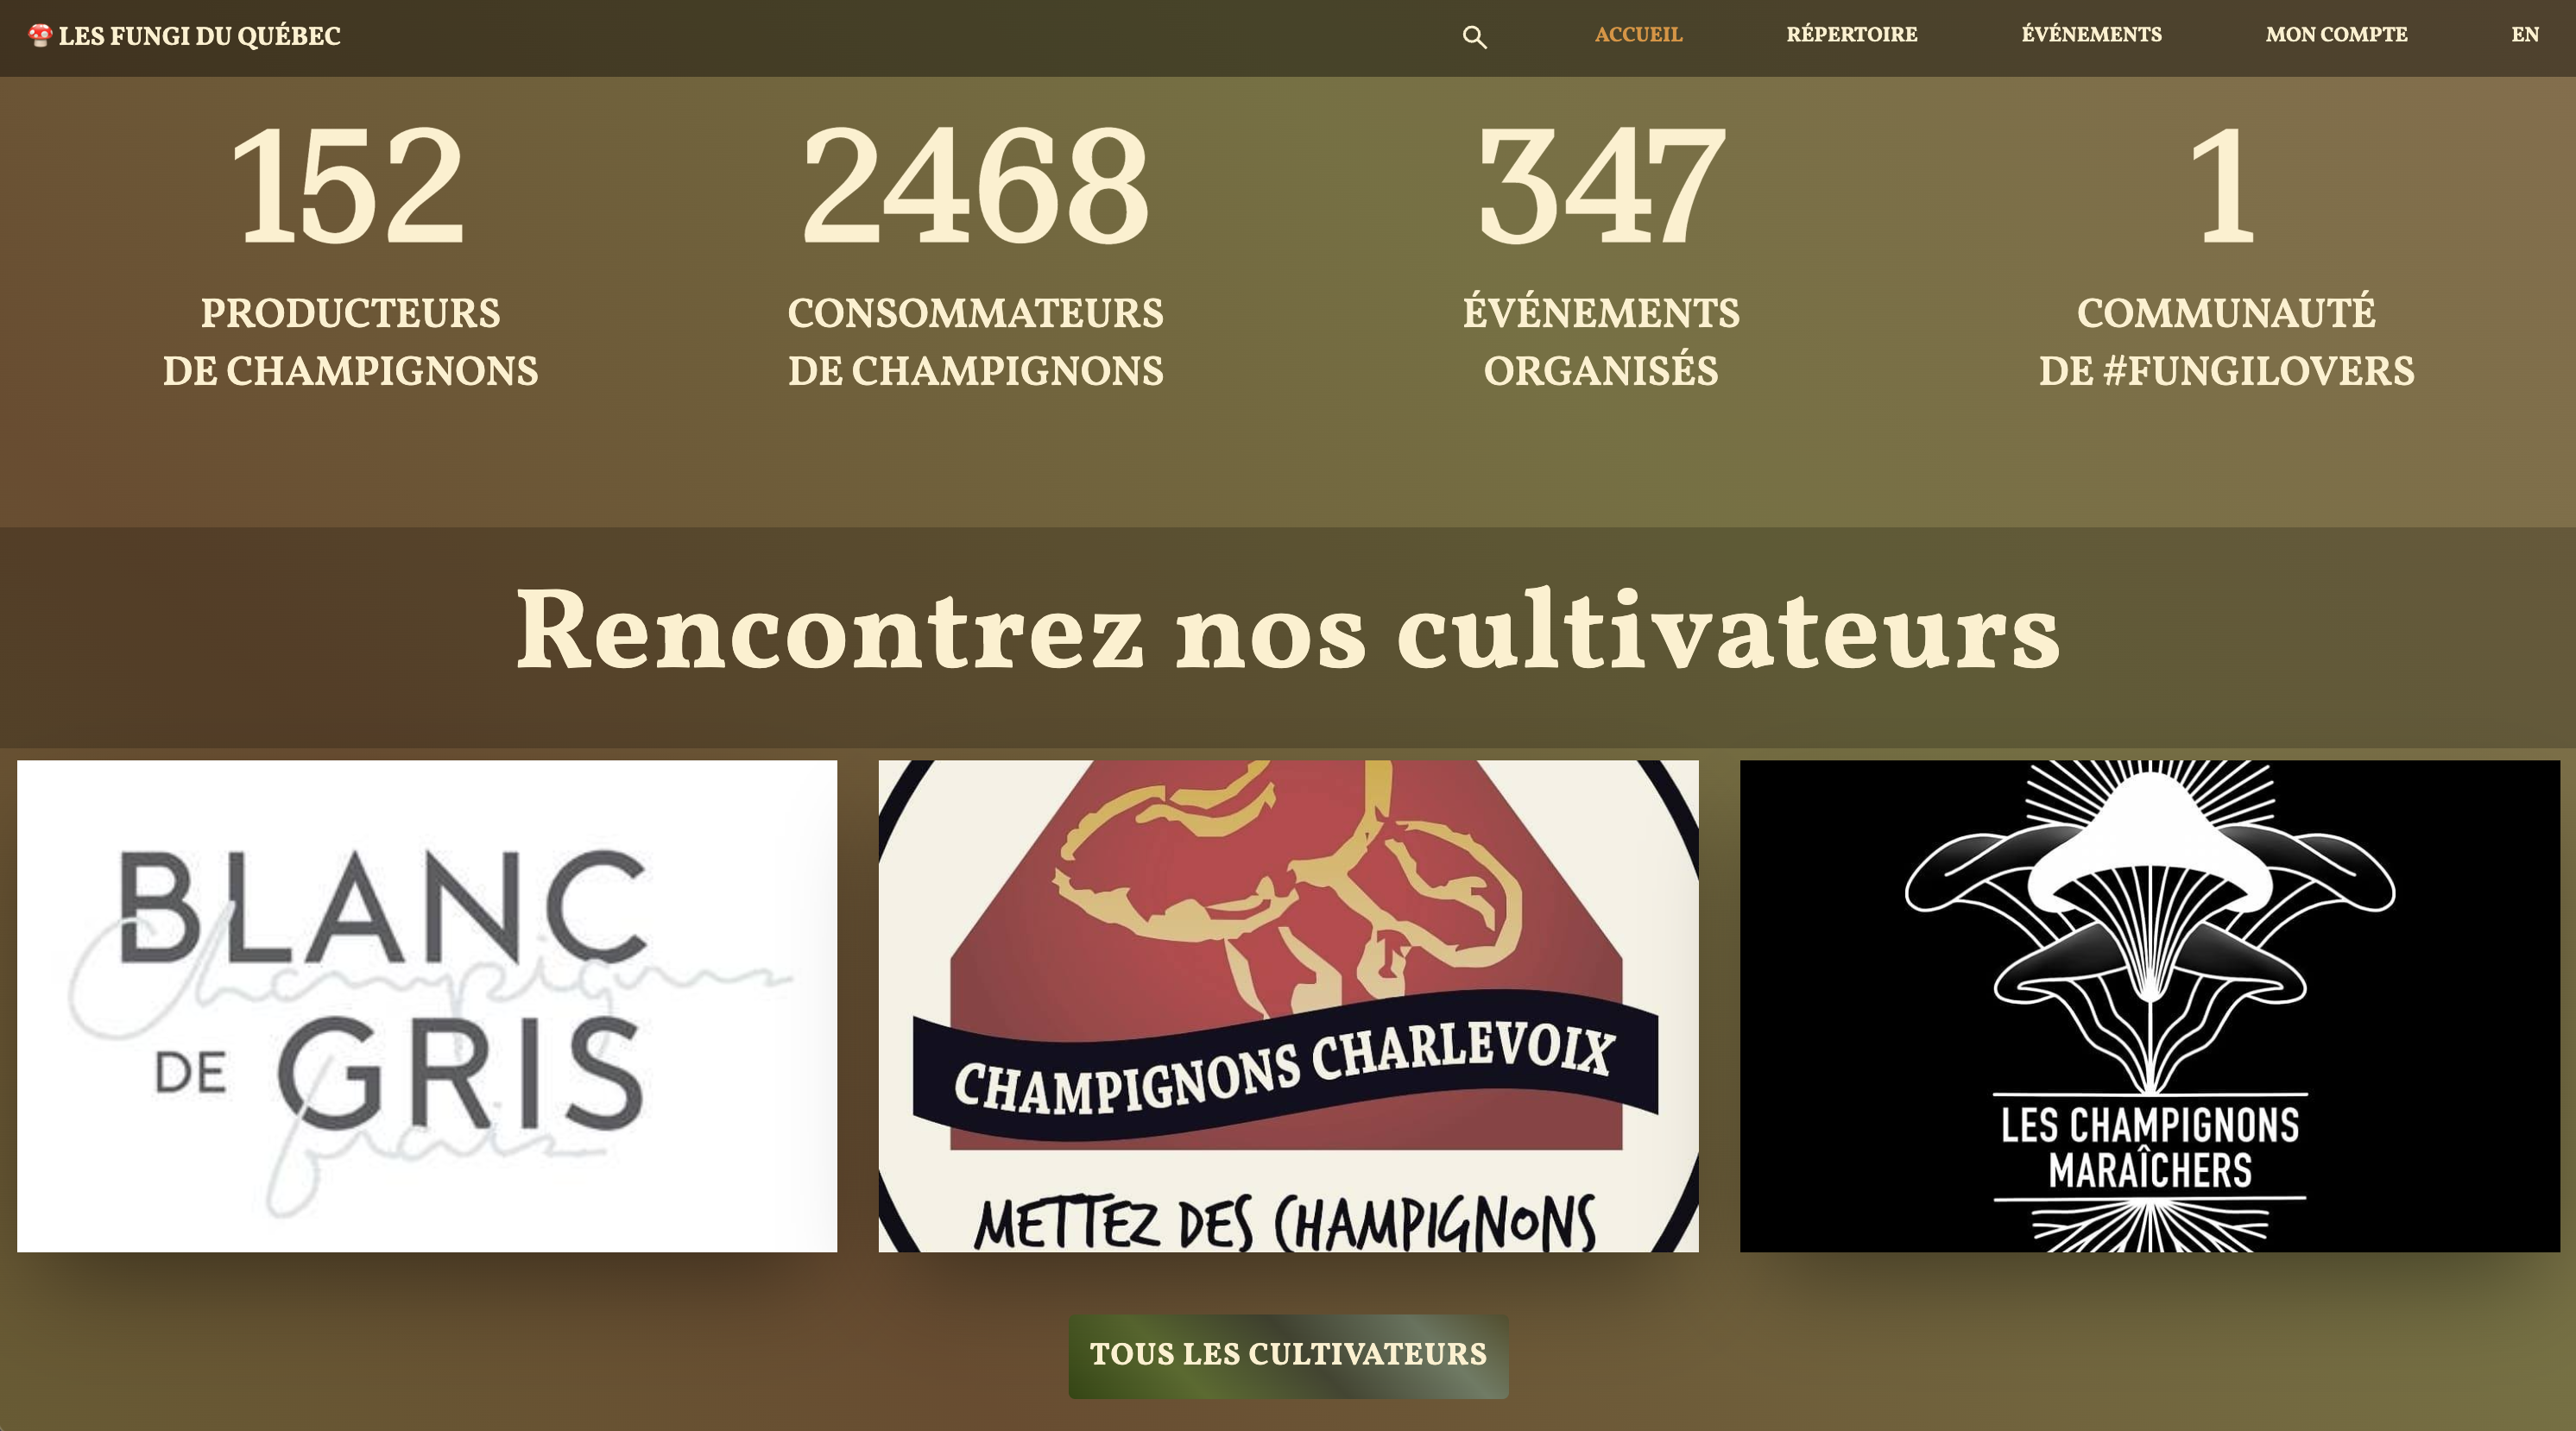 LES FUNGI DU QUÉBEC
ACCUEIL
RÉPERTOIRE
ÉVÉNEMENTS
MON COMPTE
EN
152
PRODUCTEURS
DE CHAMPIGNONS
2468
CONSOMMATEURS
DE CHAMPIGNONS
347
ÉVÉNEMENTS
ORGANISÉS
1
COMMUNAUTÉ
DE #FUNGILOVERS
Rencontrez nos cultivateurs
BLANC
Champignons
DE GRIS
frais
CHAMPIGNONS CHARLEVOIX
METTEZ DES CHAMPIGNONS
LES CHAMPIGNONS
MARAÎCHERS
TOUS LES CULTIVATEURS